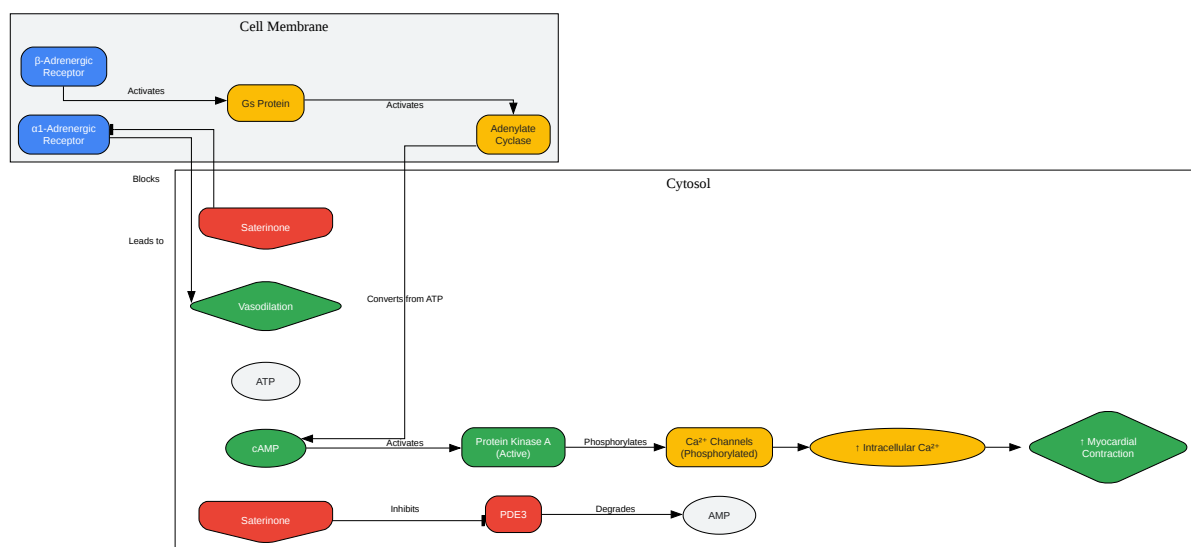 Cell Membrane
β-Adrenergic
Receptor
Activates
Gs Protein
Activates
α1-Adrenergic
Receptor
Adenylate
Cyclase
Blocks
Cytosol
Saterinone
Leads to
Vasodilation
Converts from ATP
ATP
cAMP
Activates
Protein Kinase A
(Active)
Phosphorylates
Ca²⁺ Channels
(Phosphorylated)
↑ Intracellular Ca²⁺
↑ Myocardial
Contraction
Saterinone
Inhibits
PDE3
Degrades
AMP